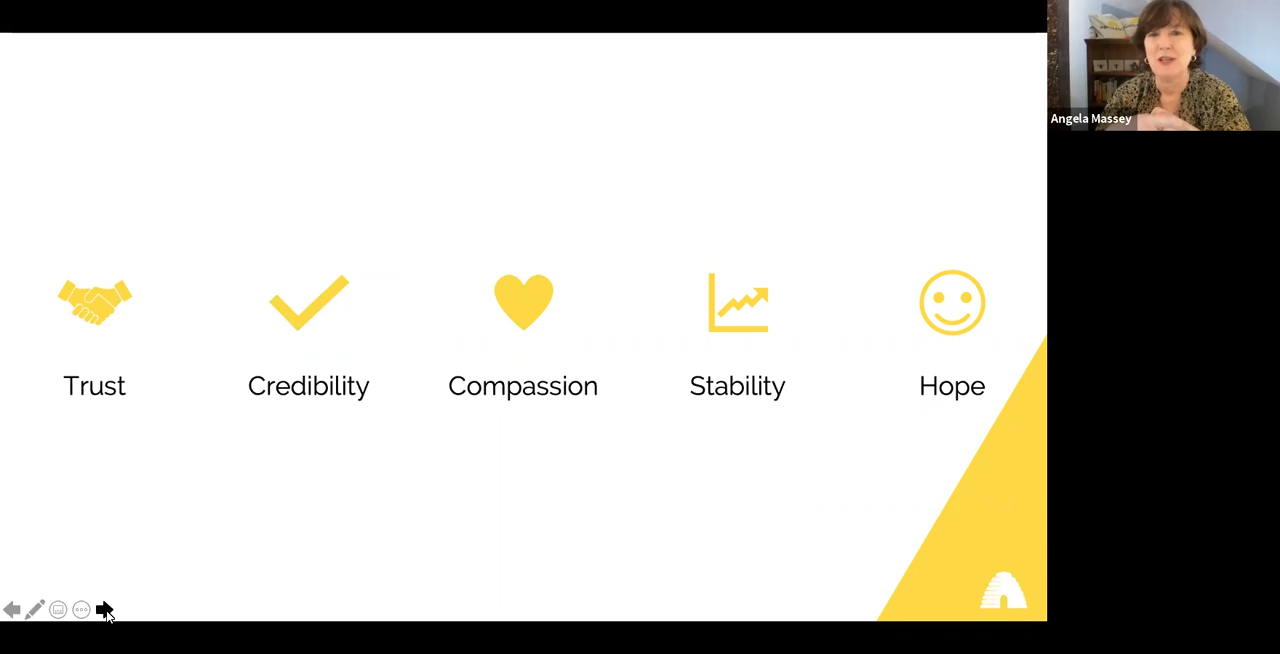 Angela Massey
Trust
Credibility
Compassion
Stability
Hope